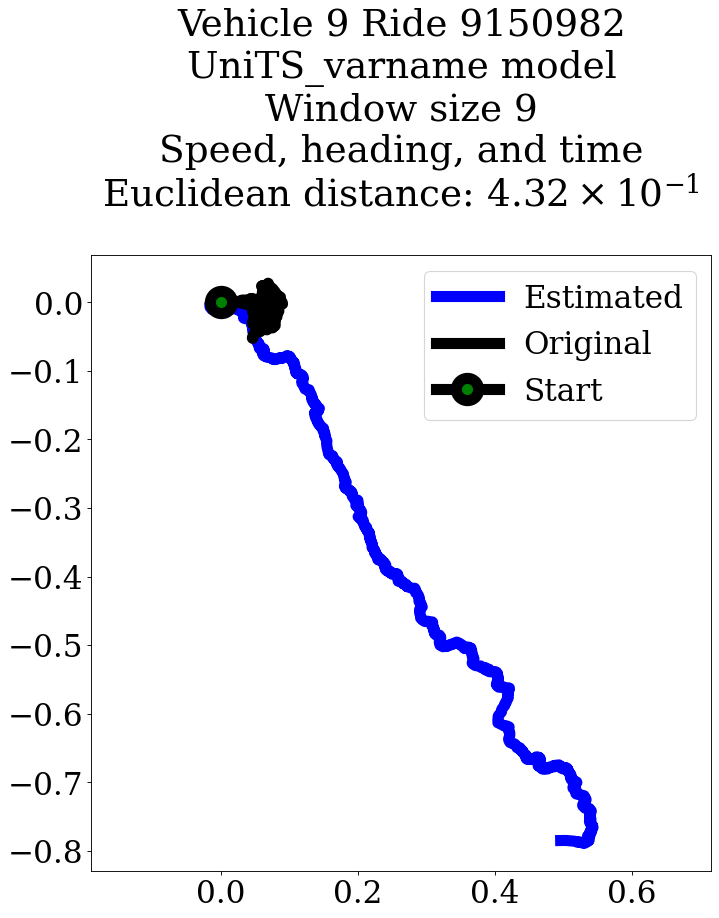 Vehicle 9 Ride 9150982
UniTS_varname model
Window size 9
Speed, heading, and time
Euclidean distance: 4.32 × 10⁻¹
Estimated
Original
Start
0.0
−0.1
−0.2
−0.3
−0.4
−0.5
−0.6
−0.7
−0.8
0.0 0.2 0.4 0.6